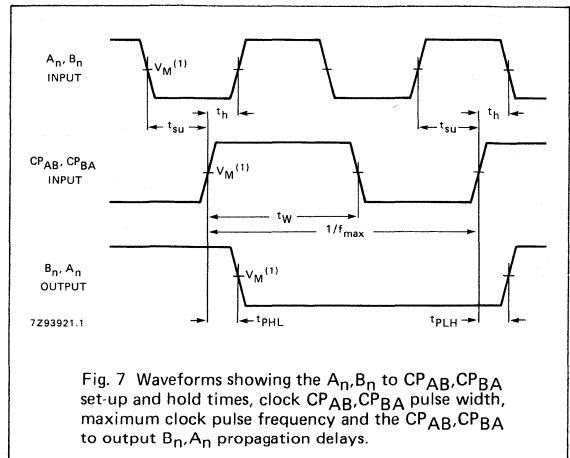 An, Bn
INPUT
VM(1)
th
th
tsu
tsu
CPAB, CPBA
INPUT
VM(1)
tW
1/fmax
Bn, An
OUTPUT
VM(1)
7Z93921.1
tPHL
tPLH
Fig. 7 Waveforms showing the An,Bn to CPAB,CPBA
set-up and hold times, clock CPAB,CPBA pulse width,
maximum clock pulse frequency and the CPAB,CPBA
to output Bn,An propagation delays.